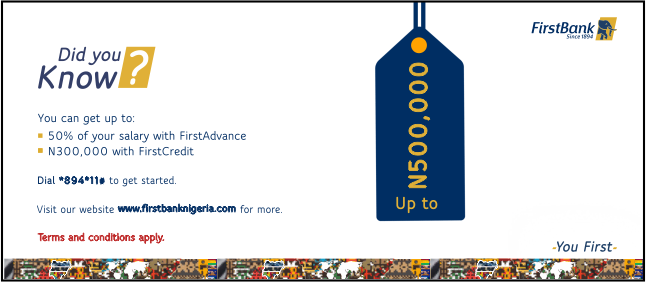 Did you
Know?
You can get up to:
50% of your salary with FirstAdvance
N300,000 with FirstCredit
Dial *894*11# to get started.
Visit our website www.firstbanknigeria.com for more.
Terms and conditions apply.
N500,000
Up to
FirstBank
Since 1894
-You First-